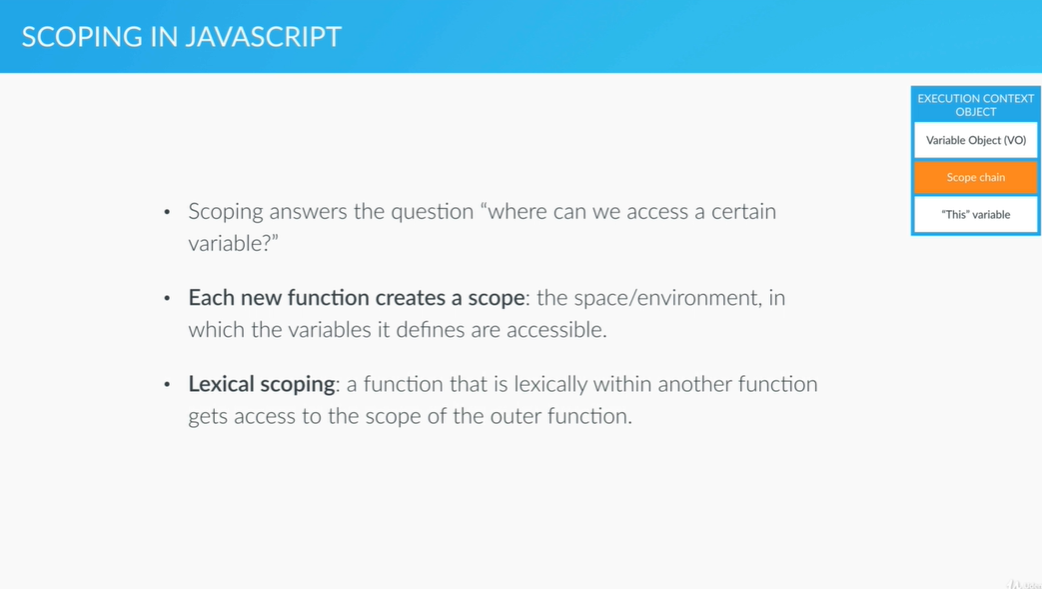 SCOPING IN JAVASCRIPT
EXECUTION CONTEXT
OBJECT
Variable Object (VO)
Scope chain
"This" variable
• Scoping answers the question “where can we access a certain
variable?”
• Each new function creates a scope: the space/environment, in
which the variables it defines are accessible.
• Lexical scoping: a function that is lexically within another function
gets access to the scope of the outer function.